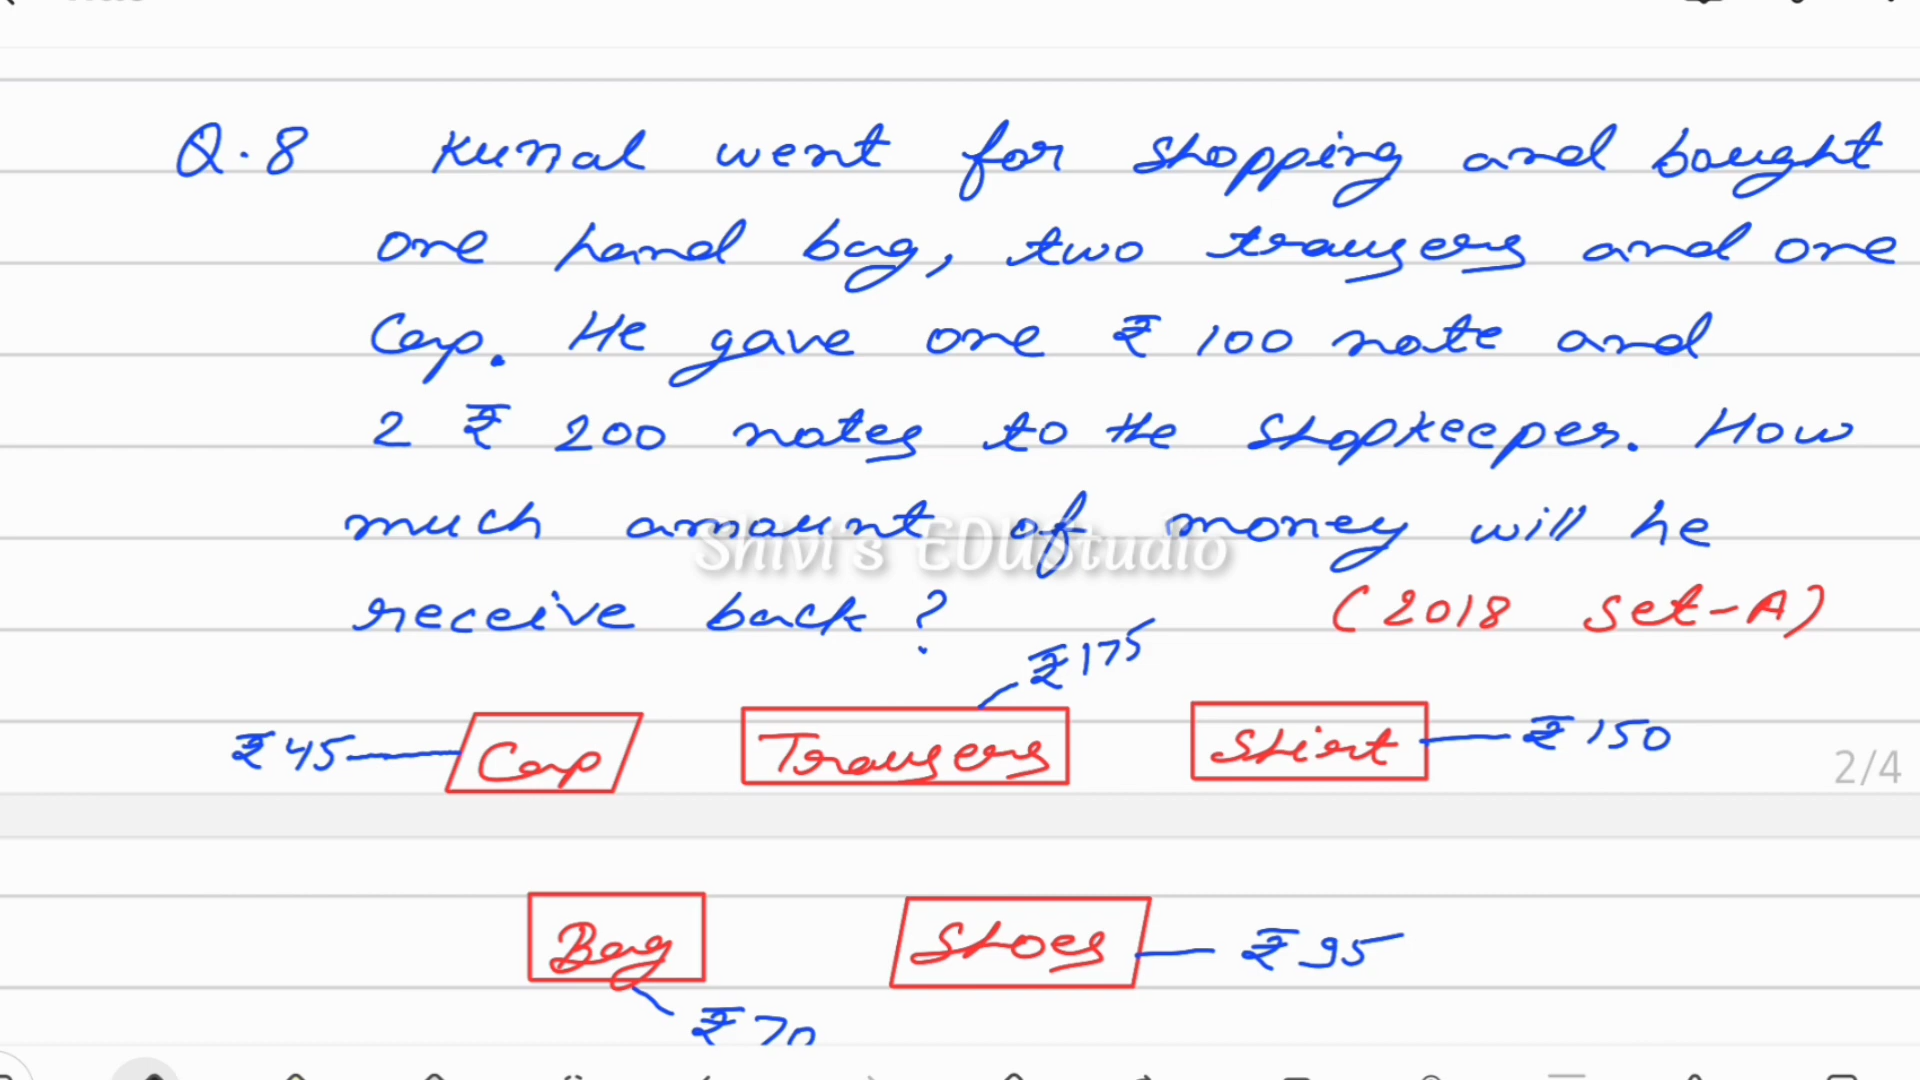 Q.8 Kunal went for shopping and bought
one hand bag, two trousers and one
Cap. He gave one ₹ 100 note and
2 ₹ 200 notes to the shopkeeper. How
much amount of money will he
Shivi's EDUStudio
receive back ? (2018 Set-A)
₹ 175
₹ 45 Cap Trousers Shirt ₹ 150
2/4
Bag Shoes ₹ 95
₹ 70